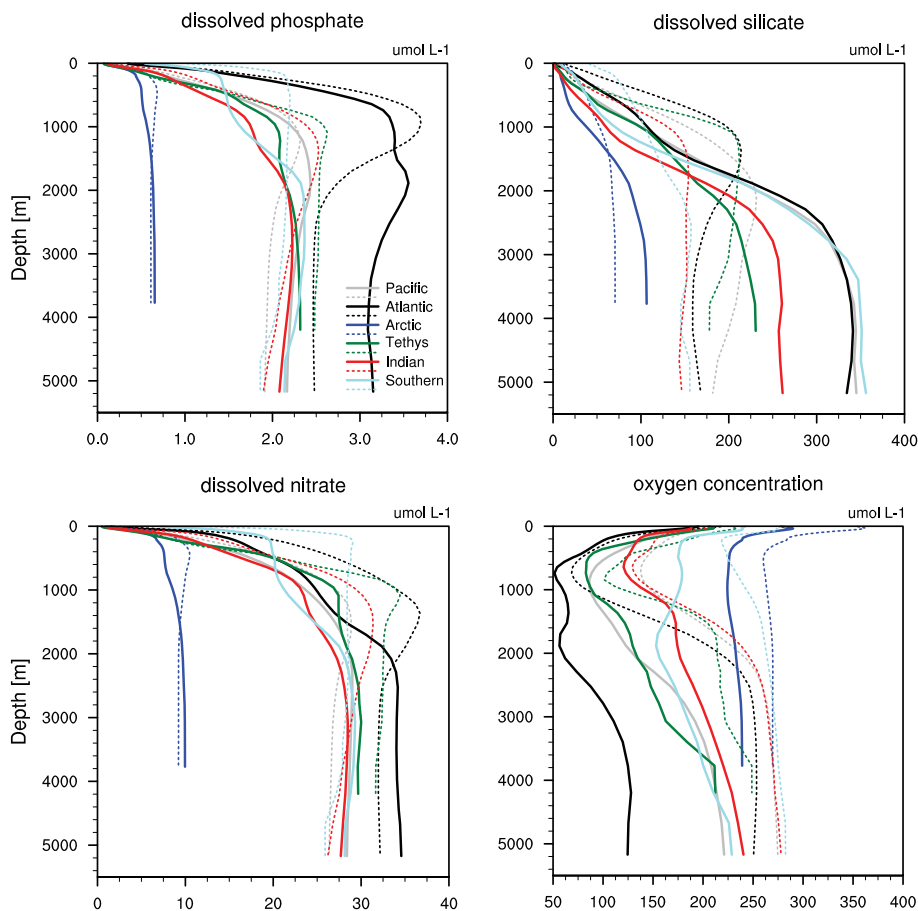 dissolved phosphate
umol L-1
0
1000
2000
3000
4000
5000
Depth [m]
0.0 1.0 2.0 3.0 4.0
Pacific
Atlantic
Arctic
Tethys
Indian
Southern
dissolved silicate
umol L-1
0
1000
2000
3000
4000
5000
0 100 200 300 400
dissolved nitrate
umol L-1
0
1000
2000
3000
4000
5000
Depth [m]
0 10 20 30 40
oxygen concentration
umol L-1
0
1000
2000
3000
4000
5000
50 100 150 200 250 300 350 400